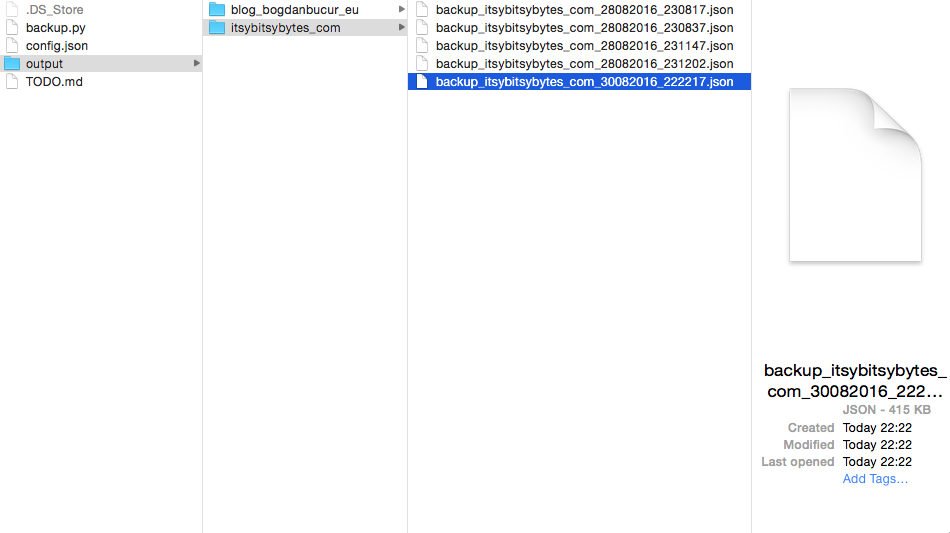 .DS_Store
backup.py
config.json
output
TODO.md
blog_bogdanbucur_eu
itsybitsybytes_com
backup_itsybitsybytes_com_28082016_230817.json
backup_itsybitsybytes_com_28082016_230837.json
backup_itsybitsybytes_com_28082016_231147.json
backup_itsybitsybytes_com_28082016_231202.json
backup_itsybitsybytes_com_30082016_222217.json
backup_itsybitsybytes_
com_30082016_222…
JSON - 415 KB
Created Today 22:22
Modified Today 22:22
Last opened Today 22:22
Add Tags…